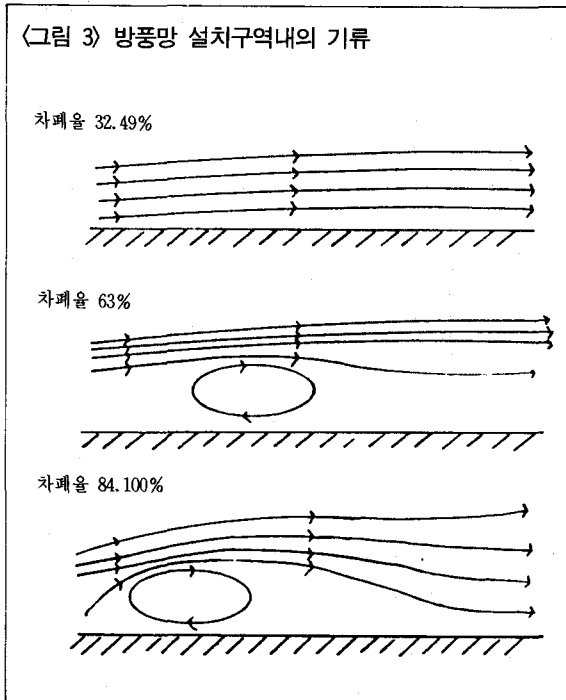 〈그림 3〉 방풍망 설치구역내의 기류
차폐율 32.49%
차폐율 63%
차폐율 84.100%